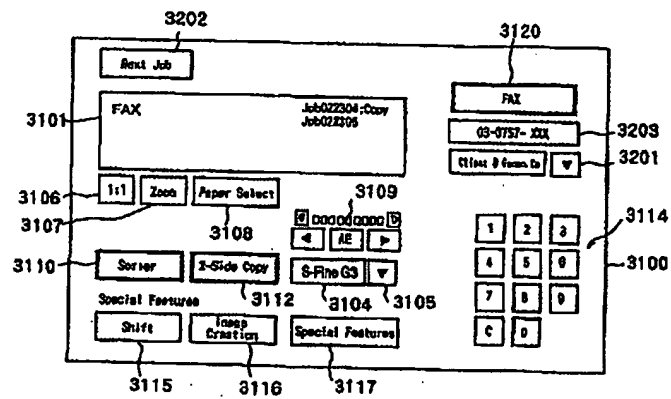 3202
3120
Next Job
FAX
3101
FAX
Job022304:Copy
Job022305
03-0757-XXX
3203
3201
3106
1:1
Zoom
Paper Select
3109
3107
3108
AE
3114
1 2 3
3110
Sorter
2-Side Copy
S-Fine G3
4 5 6
3100
3112
3104
3105
7 8 9
Special Features
C 0
Shift
Image Creation
Special Features
3115
3116
3117